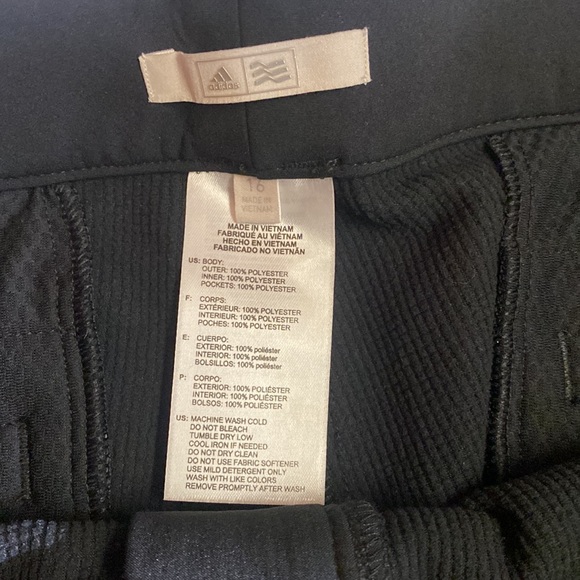 adidas
16
MADE IN
VIETNAM
MADE IN VIETNAM
FABRIQUÉ AU VIÊTNAM
HECHO EN VIETNAM
FABRICADO NO VIETNÃN
US: BODY:
OUTER: 100% POLYESTER
INNER: 100% POLYESTER
POCKETS: 100% POLYESTER
F: CORPS:
EXTERIEUR: 100% POLYESTER
INTERIEUR: 100% POLYESTER
POCHES: 100% POLYESTER
E: CUERPO:
EXTERIOR: 100% poliéster
INTERIOR: 100% poliéster
BOLSILLOS: 100% poliéster
P: CORPO:
EXTERIOR: 100% POLIÉSTER
INTERIOR: 100% POLIÉSTER
BOLSOS: 100% POLIÉSTER
US: MACHINE WASH COLD
DO NOT BLEACH
TUMBLE DRY LOW
COOL IRON IF NEEDED
DO NOT DRY CLEAN
DO NOT USE FABRIC SOFTENER
USE MILD DETERGENT ONLY
WASH WITH LIKE COLORS
REMOVE PROMPTLY AFTER WASH